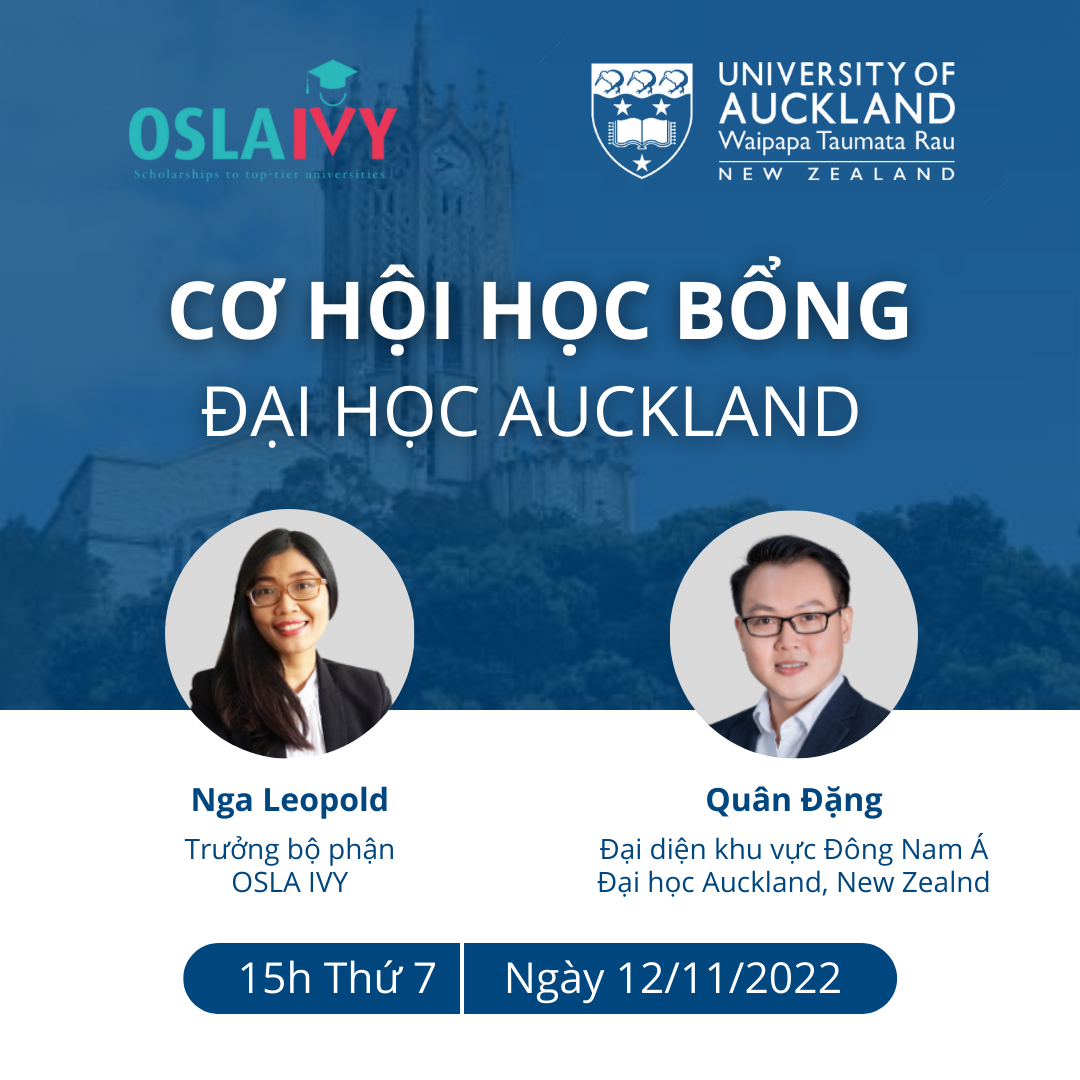 OSLAIVY
Scholarships to top-tier universities
UNIVERSITY OF
AUCKLAND
Waipapa Taumata Rau
NEW ZEALAND
CƠ HỘI HỌC BỔNG
ĐẠI HỌC AUCKLAND
Nga Leopold
Trưởng bộ phận
OSLA IVY
Quân Đặng
Đại diện khu vực Đông Nam Á
Đại học Auckland, New Zealnd
15h Thứ 7
Ngày 12/11/2022